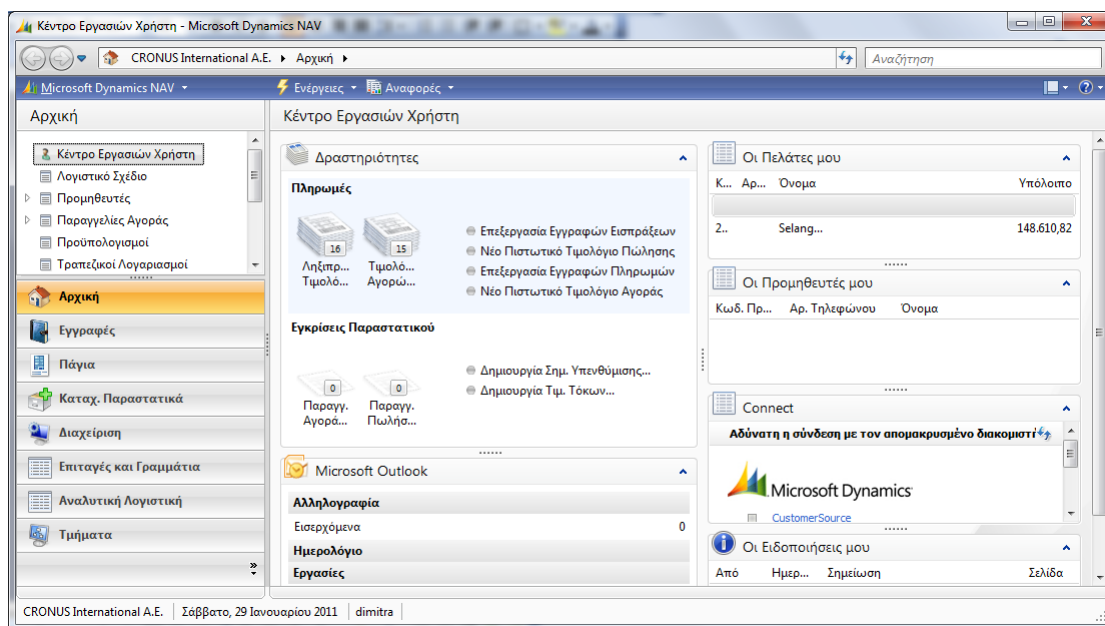 Κέντρο Εργασιών Χρήστη - Microsoft Dynamics NAV
CRONUS International A.E. Αρχική
Αναζήτηση
Microsoft Dynamics NAV
Ενέργειες
Αναφορές
Αρχική
Κέντρο Εργασιών Χρήστη
Λογιστικό Σχέδιο
Προμηθευτές
Παραγγελίες Αγοράς
Προϋπολογισμοί
Τραπεζικοί Λογαριασμοί
Αρχική
Εγγραφές
Πάγια
Καταχ. Παραστατικά
Διαχείριση
Επιταγές και Γραμμάτια
Αναλυτική Λογιστική
Τμήματα
Κέντρο Εργασιών Χρήστη
Δραστηριότητες
Πληρωμές
16
Ληξιπρ...
Τιμολό...
15
Τιμολό...
Αγορώ...
Επεξεργασία Εγγραφών Εισπράξεων
Νέο Πιστωτικό Τιμολόγιο Πώλησης
Επεξεργασία Εγγραφών Πληρωμών
Νέο Πιστωτικό Τιμολόγιο Αγοράς
Εγκρίσεις Παραστατικού
0
Παραγγ.
Αγορά...
0
Παραγγ.
Πωλήσ...
Δημιουργία Σημ. Υπενθύμισης...
Δημιουργία Τιμ. Τόκων...
Microsoft Outlook
Αλληλογραφία
Εισερχόμενα 0
Ημερολόγιο
Εργασίες
Οι Πελάτες μου
Κ... Αρ... Όνομα Υπόλοιπο
2.. Selang... 148.610,82
Οι Προμηθευτές μου
Κωδ. Πρ... Αρ. Τηλεφώνου Όνομα
Connect
Αδύνατη η σύνδεση με τον απομακρυσμένο διακομιστή
Microsoft Dynamics
CustomerSource
Οι Ειδοποιήσεις μου
Από Ημερ... Σημείωση Σελίδα
CRONUS International A.E. Σάββατο, 29 Ιανουαρίου 2011 dimitra